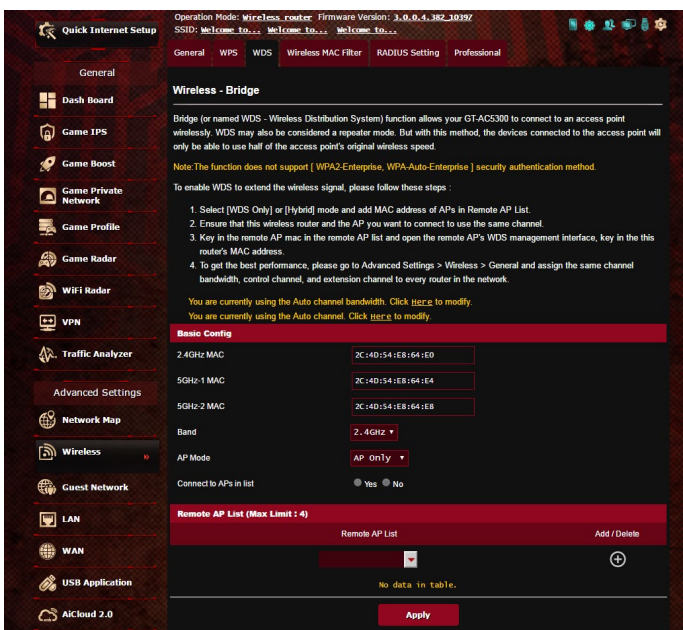 Quick Internet Setup
Operation Mode: Wireless router Firmware Version: 3.0.0.4.382_10397
SSID: Welcome to... Welcome to... Welcome to...
General WPS WDS Wireless MAC Filter RADIUS Setting Professional
General
Dash Board
Game IPS
Game Boost
Game Private
Network
Game Profile
Game Radar
WiFi Radar
VPN
Traffic Analyzer
Advanced Settings
Network Map
Wireless
Guest Network
LAN
WAN
USB Application
AiCloud 2.0
Wireless - Bridge
Bridge (or named WDS - Wireless Distribution System) function allows your GT-AC5300 to connect to an access point
wirelessly. WDS may also be considered a repeater mode. But with this method, the devices connected to the access point will
only be able to use half of the access point's original wireless speed.
Note:The function does not support [ WPA2-Enterprise, WPA-Auto-Enterprise ] security authentication method.
To enable WDS to extend the wireless signal, please follow these steps :
1. Select [WDS Only] or [Hybrid] mode and add MAC address of APs in Remote AP List.
2. Ensure that this wireless router and the AP you want to connect to use the same channel.
3. Key in the remote AP mac in the remote AP list and open the remote AP's WDS management interface, key in the this
router's MAC address.
4. To get the best performance, please go to Advanced Settings > Wireless > General and assign the same channel
bandwidth, control channel, and extension channel to every router in the network.
You are currently using the Auto channel bandwidth. Click Here to modify.
You are currently using the Auto channel. Click Here to modify.
Basic Config
2.4GHz MAC 2C:4D:54:E8:64:E0
5GHz-1 MAC 2C:4D:54:E8:64:E4
5GHz-2 MAC 2C:4D:54:E8:64:E8
Band 2.4GHz
AP Mode AP Only
Connect to APs in list Yes No
Remote AP List (Max Limit : 4)
Remote AP List Add / Delete
No data in table.
Apply